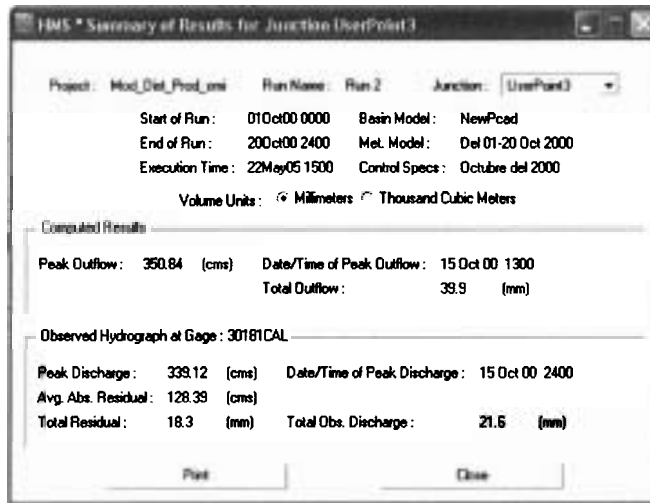 HMS * Summary of Results for Junction UserPoint3
Project : Mod_Dist_Prod_omi Run Name : Run 2 Junction : UserPoint3
Start of Run : 01Oct00 0000 Basin Model : NewPcad
End of Run : 20Oct00 2400 Met. Model : Del 01-20 Oct 2000
Execution Time : 22May05 1500 Control Specs : Octubre del 2000
Volume Units : Millimeters Thousand Cubic Meters
Computed Results
Peak Outflow : 350.84 (cms) Date/Time of Peak Outflow : 15 Oct 00 1300
Total Outflow : 39.9 (mm)
Observed Hydrograph at Gage : 30181CAL
Peak Discharge : 339.12 (cms) Date/Time of Peak Discharge : 15 Oct 00 2400
Avg. Abs. Residual : 128.39 (cms)
Total Residual : 18.3 (mm) Total Obs. Discharge : 21.6 (mm)
Print Close